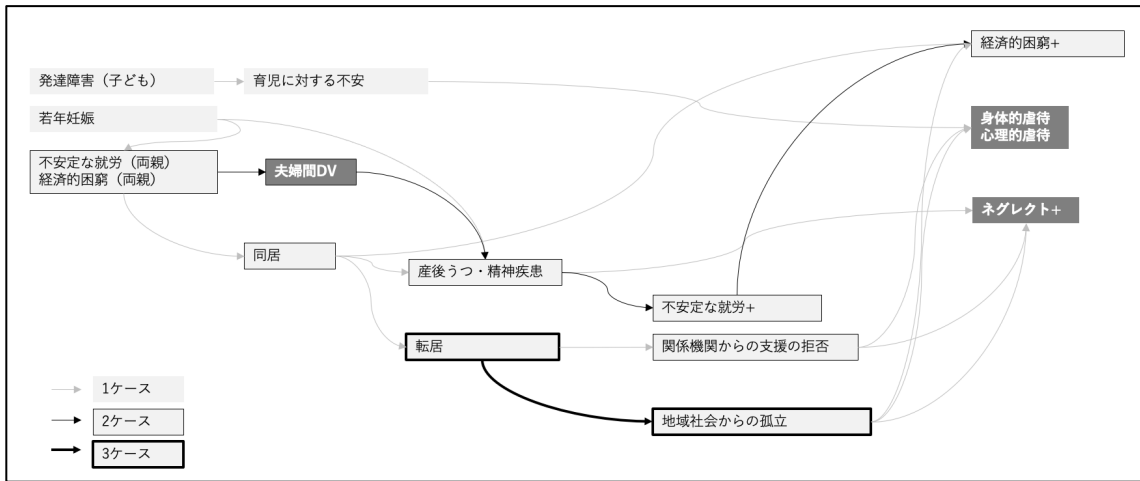 経済的困窮+
発達障害（子ども）
育児に対する不安
若年妊娠
身体的虐待
心理的虐待
不安定な就労（両親）
経済的困窮（両親）
夫婦間DV
ネグレクト+
同居
産後うつ・精神疾患
不安定な就労+
転居
関係機関からの支援の拒否
地域社会からの孤立
1ケース
2ケース
3ケース